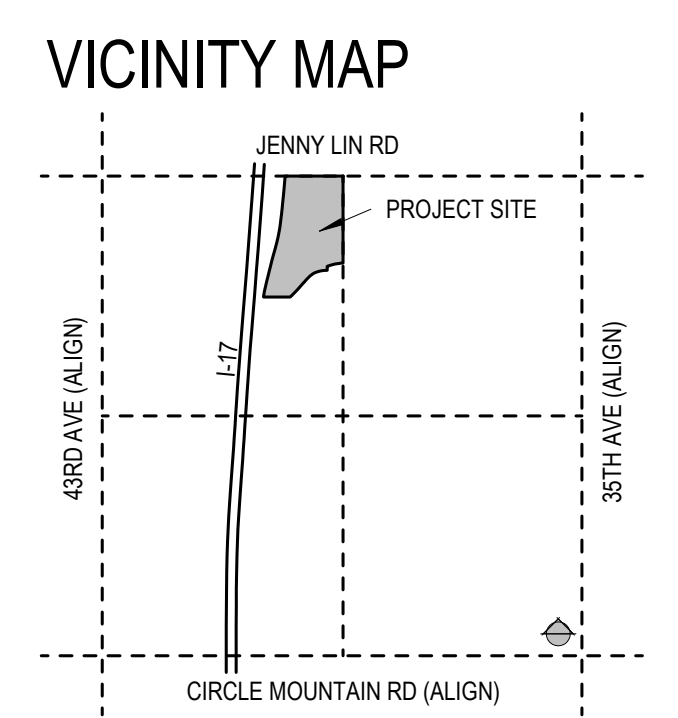 VICINITY MAP
JENNY LIN RD
PROJECT SITE
43RD AVE (ALIGN)
I-17
35TH AVE (ALIGN)
CIRCLE MOUNTAIN RD (ALIGN)